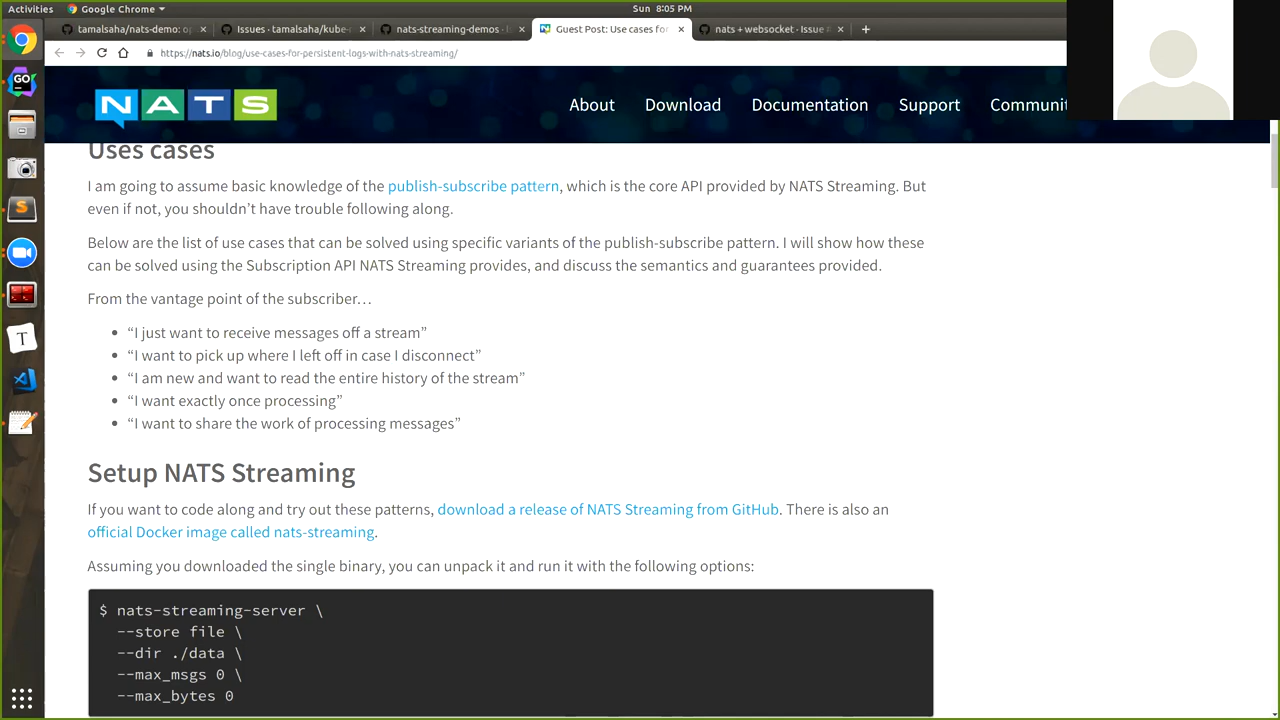 Activities
Google Chrome
Sun 8:05 PM
tamalsaha/nats-demo: op
Issues · tamalsaha/kube-
nats-streaming-demos
Guest Post: Use cases for
nats + websocket · Issue
https://nats.io/blog/use-cases-for-persistent-logs-with-nats-streaming/
NATS
About
Download
Documentation
Support
Communit
Uses cases
I am going to assume basic knowledge of the publish-subscribe pattern, which is the core API provided by NATS Streaming. But
even if not, you shouldn’t have trouble following along.
Below are the list of use cases that can be solved using specific variants of the publish-subscribe pattern. I will show how these
can be solved using the Subscription API NATS Streaming provides, and discuss the semantics and guarantees provided.
From the vantage point of the subscriber…
“I just want to receive messages off a stream”
“I want to pick up where I left off in case I disconnect”
“I am new and want to read the entire history of the stream”
“I want exactly once processing”
“I want to share the work of processing messages”
Setup NATS Streaming
If you want to code along and try out these patterns, download a release of NATS Streaming from GitHub. There is also an
official Docker image called nats-streaming.
Assuming you downloaded the single binary, you can unpack it and run it with the following options:
$ nats-streaming-server \
--store file \
--dir ./data \
--max_msgs 0 \
--max_bytes 0